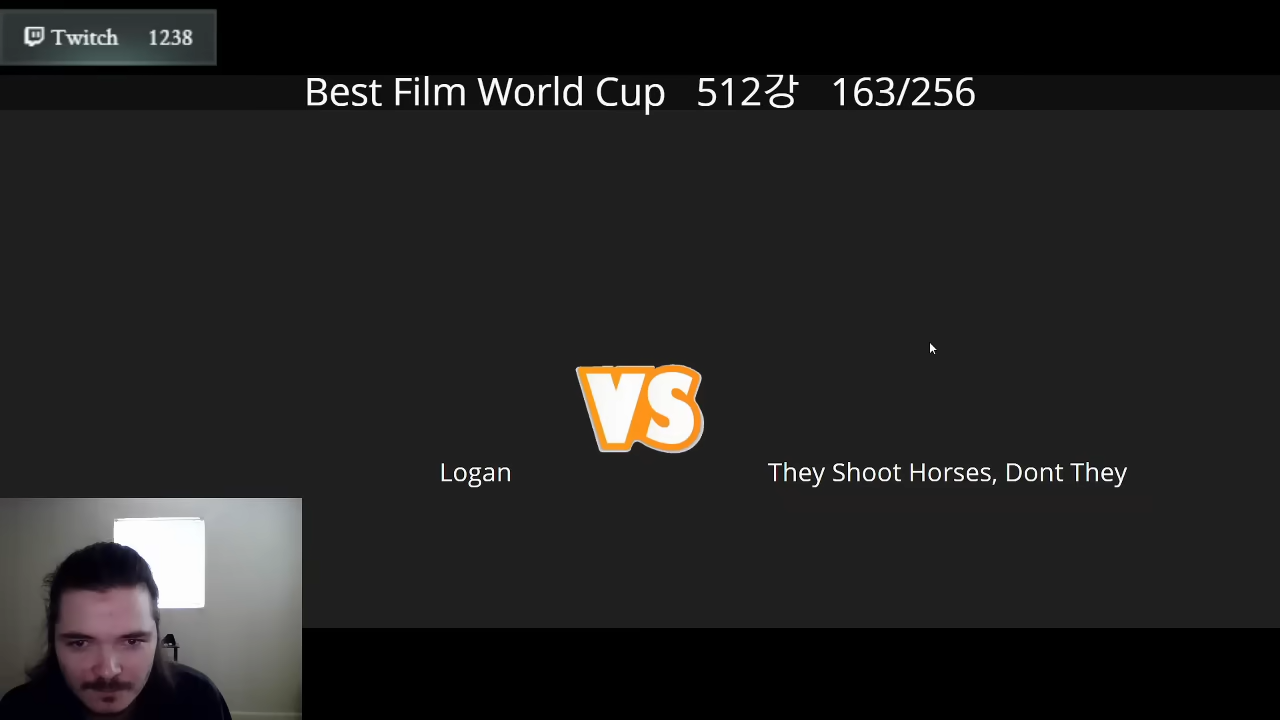 Twitch 1238
Best Film World Cup 512강 163/256
VS
Logan
They Shoot Horses, Dont They